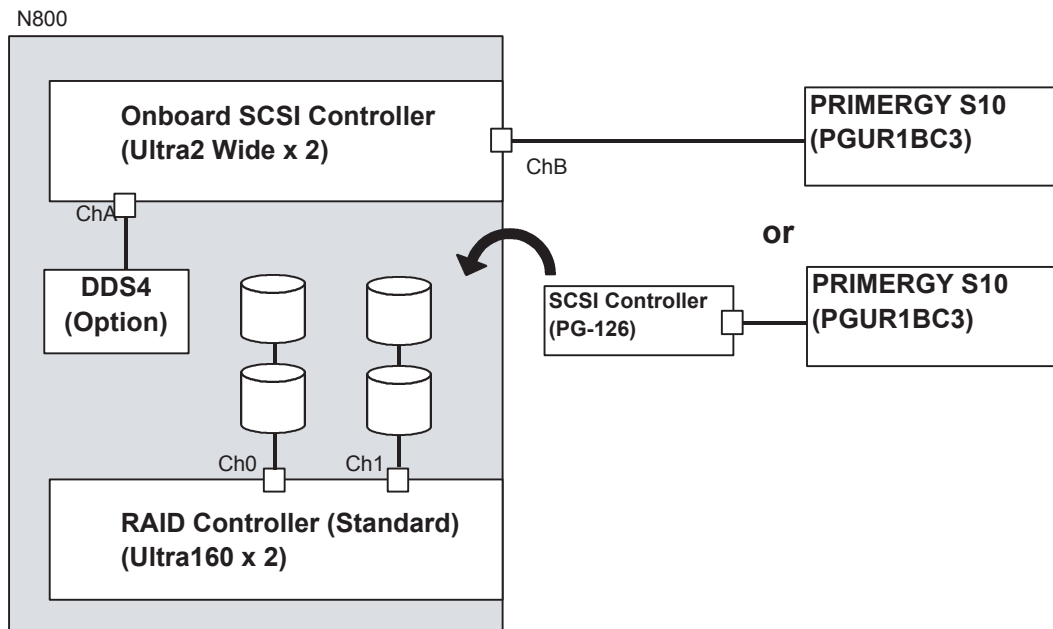 N800
Onboard SCSI Controller
(Ultra2 Wide x 2)
ChB
PRIMERGY S10
(PGUR1BC3)
ChA
or
DDS4
(Option)
SCSI Controller
(PG-126)
PRIMERGY S10
(PGUR1BC3)
Ch0
Ch1
RAID Controller (Standard)
(Ultra160 x 2)